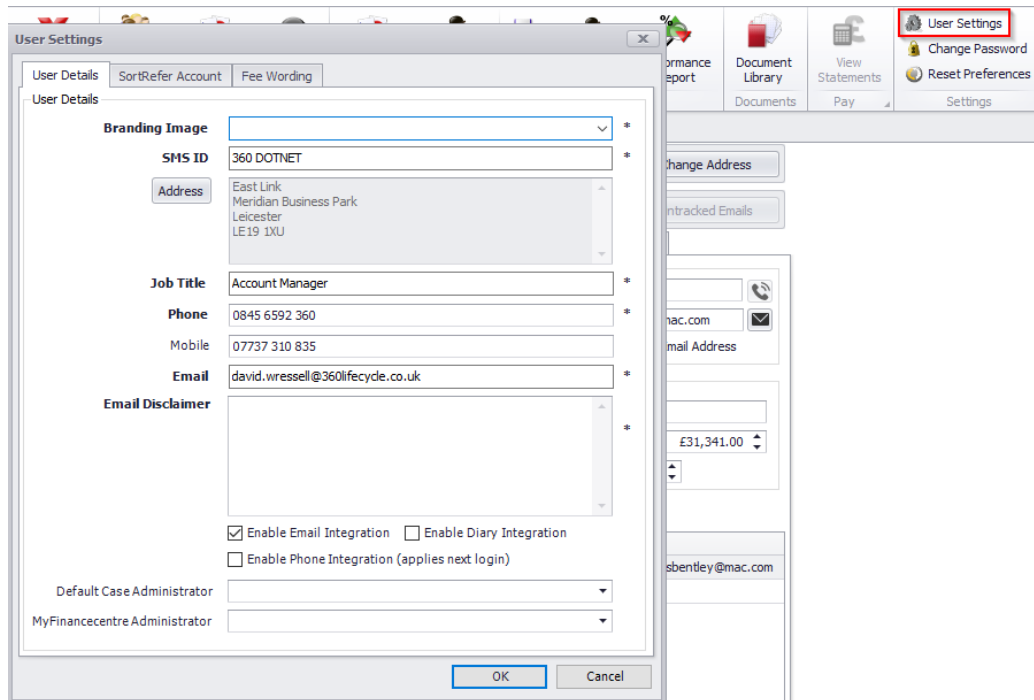 User Settings
x
User Details
SortRefer Account
Fee Wording
User Details
Branding Image
*
SMS ID
360 DOTNET
*
Address
East Link
Meridian Business Park
Leicester
LE19 1XU
Job Title
Account Manager
*
Phone
0845 6592 360
*
Mobile
07737 310 835
Email
david.wressell@360lifecycle.co.uk
*
Email Disclaimer
*
Enable Email Integration
Enable Diary Integration
Enable Phone Integration (applies next login)
Default Case Administrator
MyFinancecentre Administrator
OK
Cancel
%
ormance
eport
Document
Library
Documents
View
Statements
Pay
User Settings
Change Password
Reset Preferences
Settings
Change Address
ntracked Emails
mac.com
mail Address
£31,341.00
sbentley@mac.com